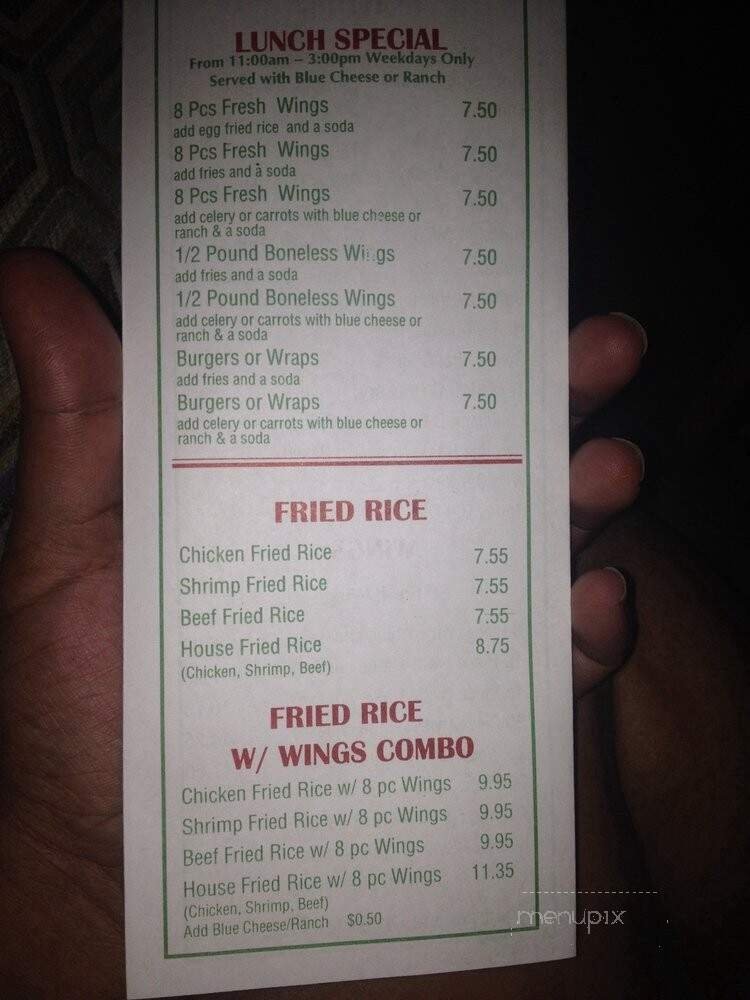 LUNCH SPECIAL
From 11:00am – 3:00pm Weekdays Only
Served with Blue Cheese or Ranch
8 Pcs Fresh Wings 7.50
add egg fried rice and a soda
8 Pcs Fresh Wings 7.50
add fries and a soda
8 Pcs Fresh Wings 7.50
add celery or carrots with blue cheese or
ranch & a soda
1/2 Pound Boneless Wings 7.50
add fries and a soda
1/2 Pound Boneless Wings 7.50
add celery or carrots with blue cheese or
ranch & a soda
Burgers or Wraps 7.50
add fries and a soda
Burgers or Wraps 7.50
add celery or carrots with blue cheese or
ranch & a soda
FRIED RICE
Chicken Fried Rice 7.55
Shrimp Fried Rice 7.55
Beef Fried Rice 7.55
House Fried Rice 8.75
(Chicken, Shrimp, Beef)
FRIED RICE
W/ WINGS COMBO
Chicken Fried Rice w/ 8 pc Wings 9.95
Shrimp Fried Rice w/ 8 pc Wings 9.95
Beef Fried Rice w/ 8 pc Wings 9.95
House Fried Rice w/ 8 pc Wings 11.35
(Chicken, Shrimp, Beef)
Add Blue Cheese/Ranch $0.50
menupix